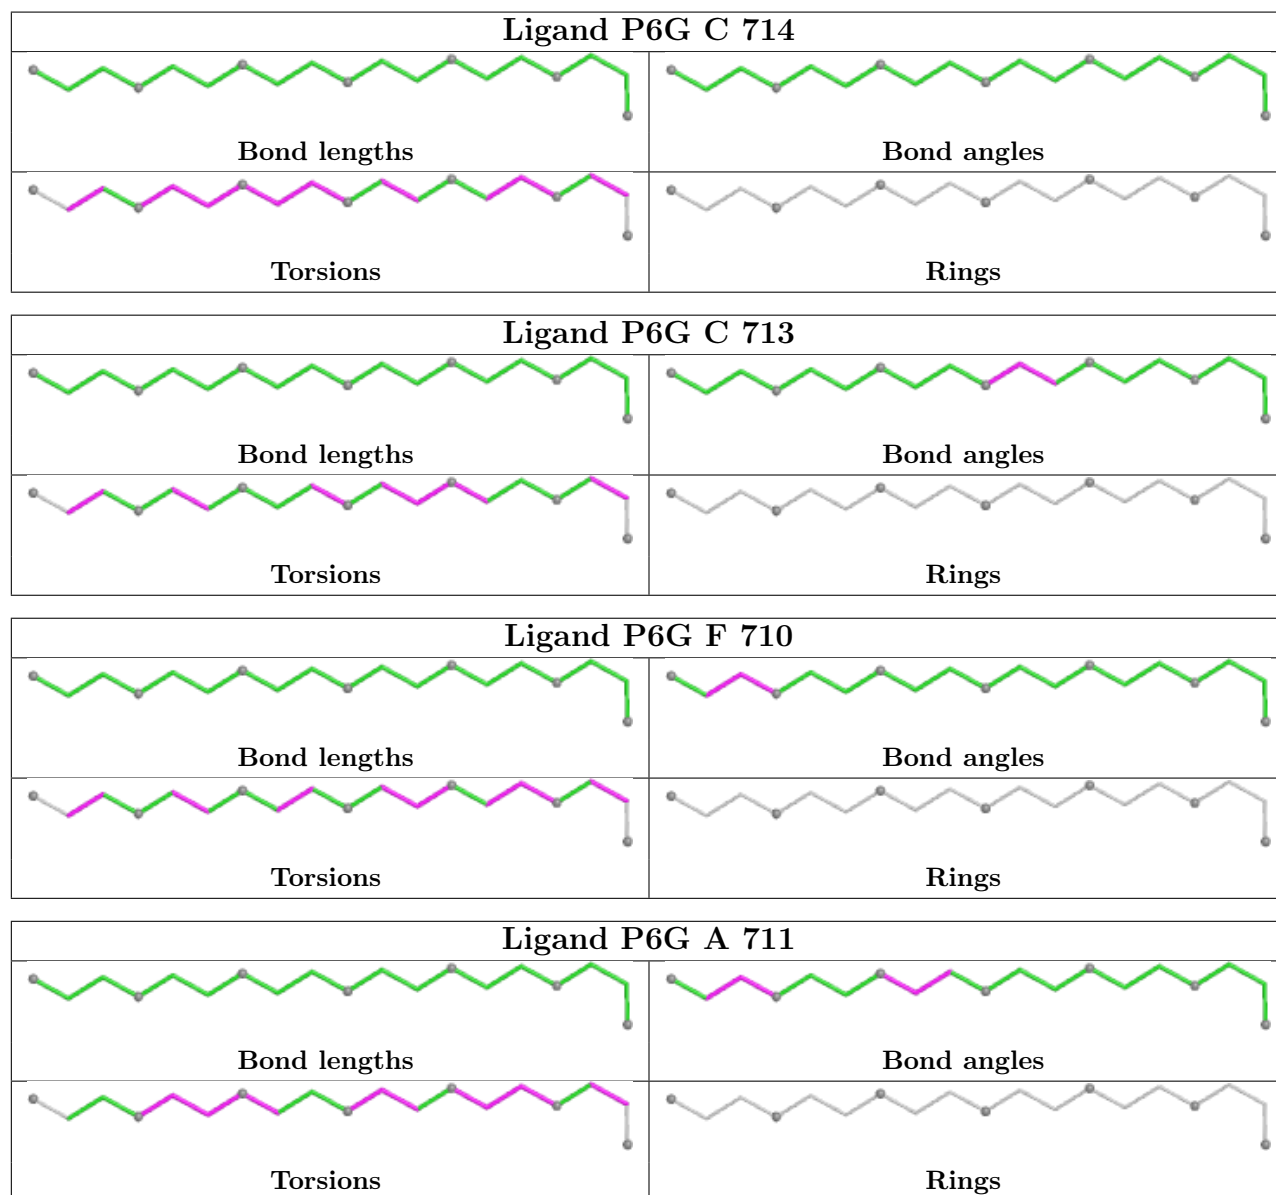 Ligand P6G C 714
Bond lengths Bond angles
Torsions Rings
Ligand P6G C 713
Bond lengths Bond angles
Torsions Rings
Ligand P6G F 710
Bond lengths Bond angles
Torsions Rings
Ligand P6G A 711
Bond lengths Bond angles
Torsions Rings